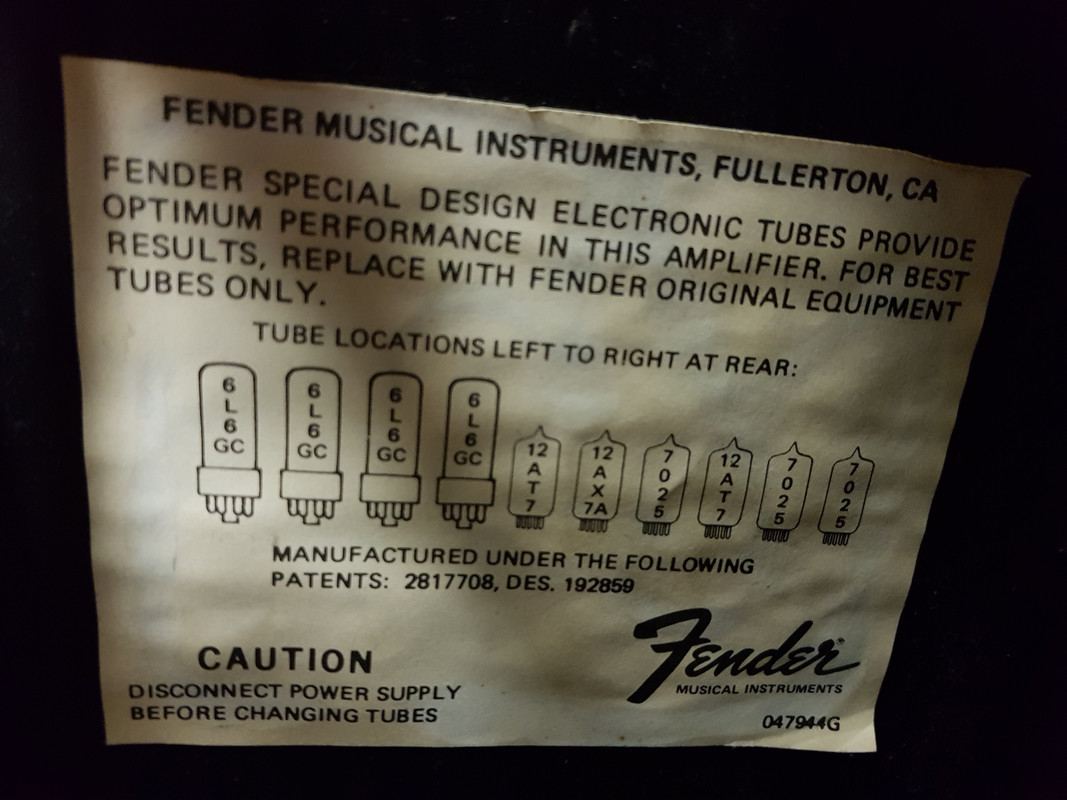 FENDER MUSICAL INSTRUMENTS, FULLERTON, CA
FENDER SPECIAL DESIGN ELECTRONIC TUBES PROVIDE
OPTIMUM PERFORMANCE IN THIS AMPLIFIER. FOR BEST
RESULTS, REPLACE WITH FENDER ORIGINAL EQUIPMENT
TUBES ONLY.
TUBE LOCATIONS LEFT TO RIGHT AT REAR:
6L6GC 6L6GC 6L6GC 6L6GC 12AT7 12AX7A 7025 12AT7 7025 7025
MANUFACTURED UNDER THE FOLLOWING
PATENTS: 2817708, DES. 192859
CAUTION
DISCONNECT POWER SUPPLY
BEFORE CHANGING TUBES
Fender®
MUSICAL INSTRUMENTS
047944G